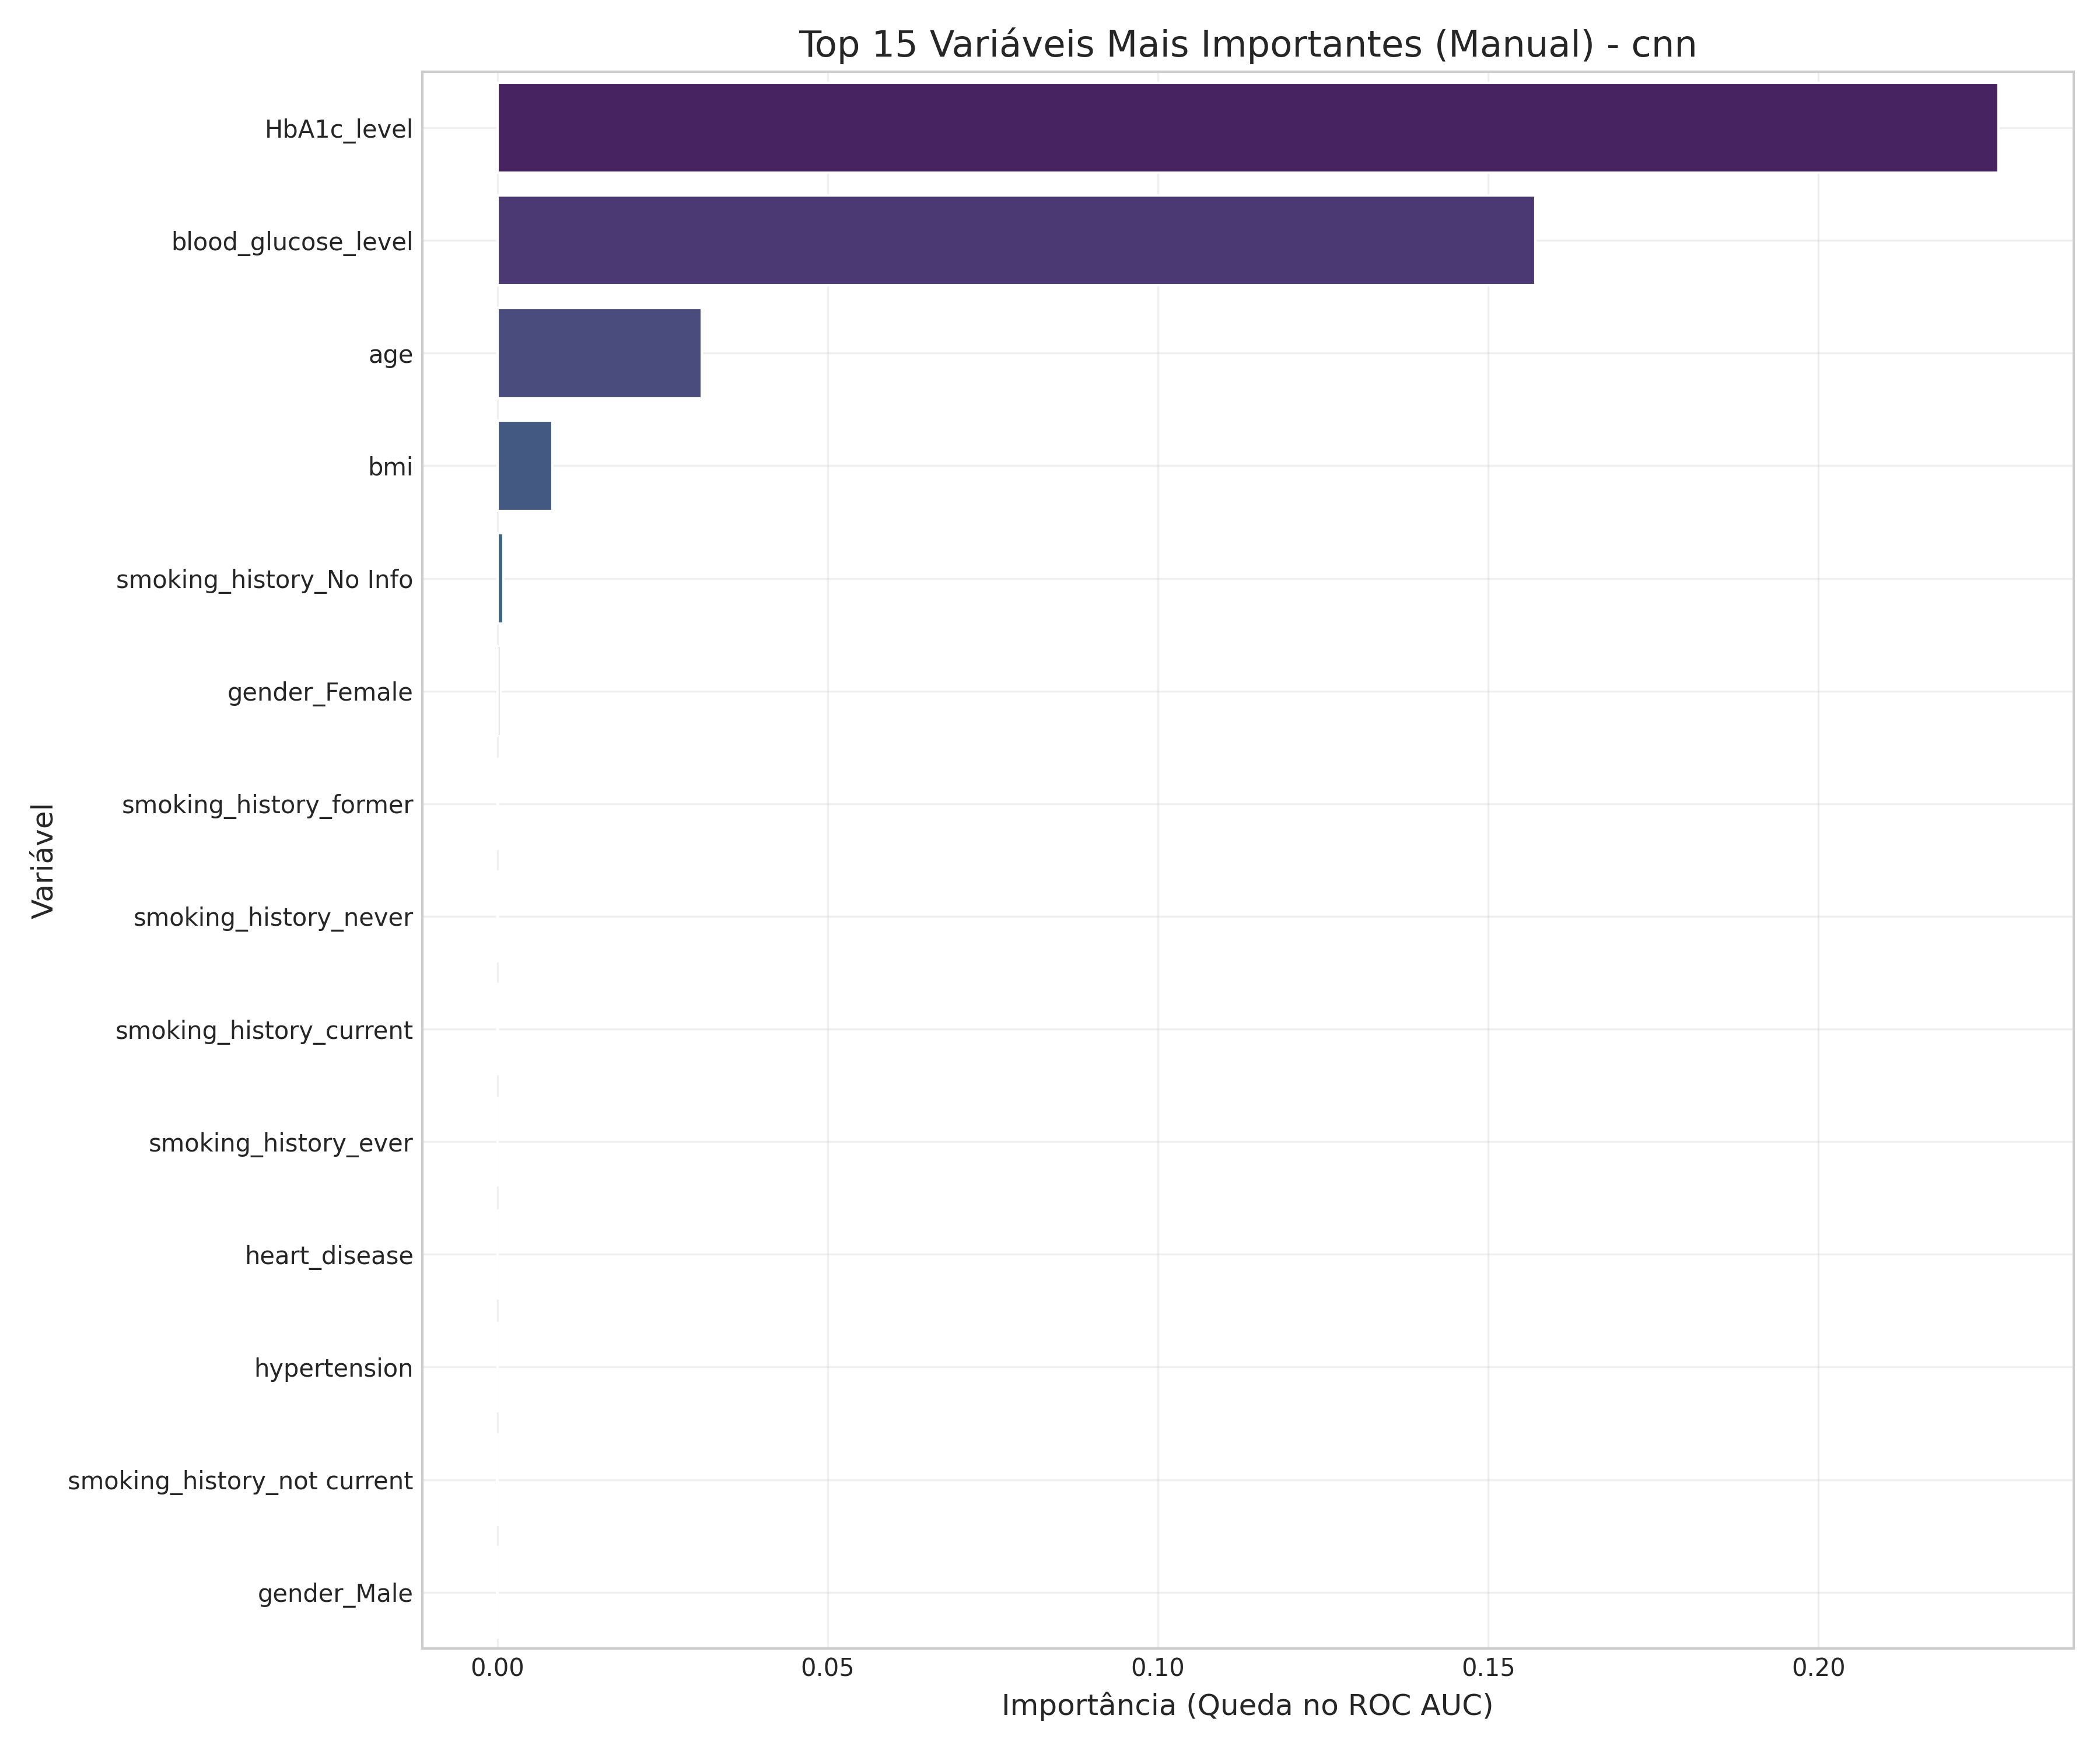 Top 15 Variáveis Mais Importantes (Manual) - cnn
HbA1c_level
blood_glucose_level
age
bmi
smoking_history_No Info
gender_Female
smoking_history_former
smoking_history_never
smoking_history_current
smoking_history_ever
heart_disease
hypertension
smoking_history_not current
gender_Male
Variável
0.00 0.05 0.10 0.15 0.20
Importância (Queda no ROC AUC)